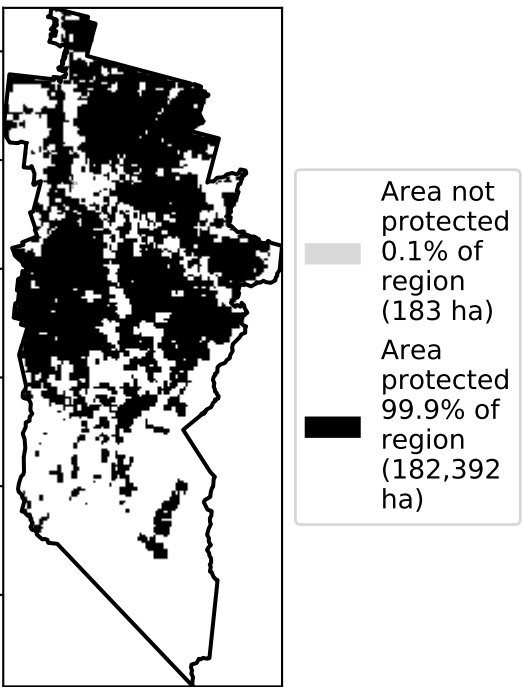 Area not
protected
0.1% of
region
(183 ha)
Area
protected
99.9% of
region
(182,392
ha)